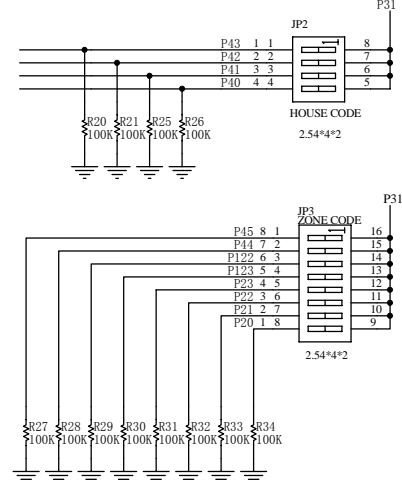 P31
JP2
P43 1 1 8
P42 2 2 7
P41 3 3 6
P40 4 4 5
R20 R21 R25 R26
100K 100K 100K 100K
HOUSE CODE
2.54*4*2
P31
JP3
ZONE CODE
P45 8 1 16
P44 7 2 15
P122 6 3 14
P123 5 4 13
P23 4 5 12
P22 3 6 11
P21 2 7 10
P20 1 8 9
2.54*4*2
R27 R28 R29 R30 R31 R32 R33 R34
100K 100K 100K 100K 100K 100K 100K 100K